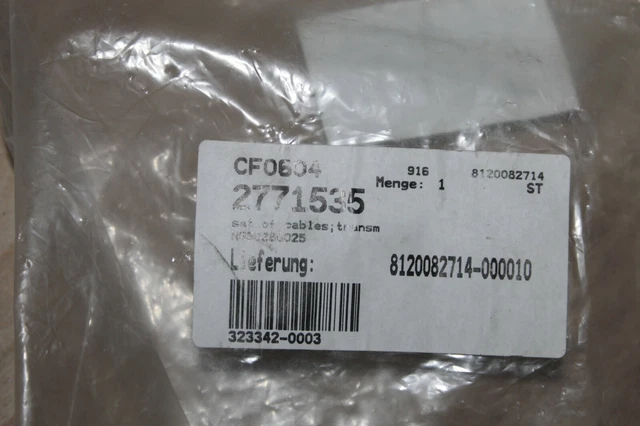 CF0604 916 8120082714
2771535 Menge: 1 ST
set of cables;transm
Lieferung: 8120082714-000010
323342-0003